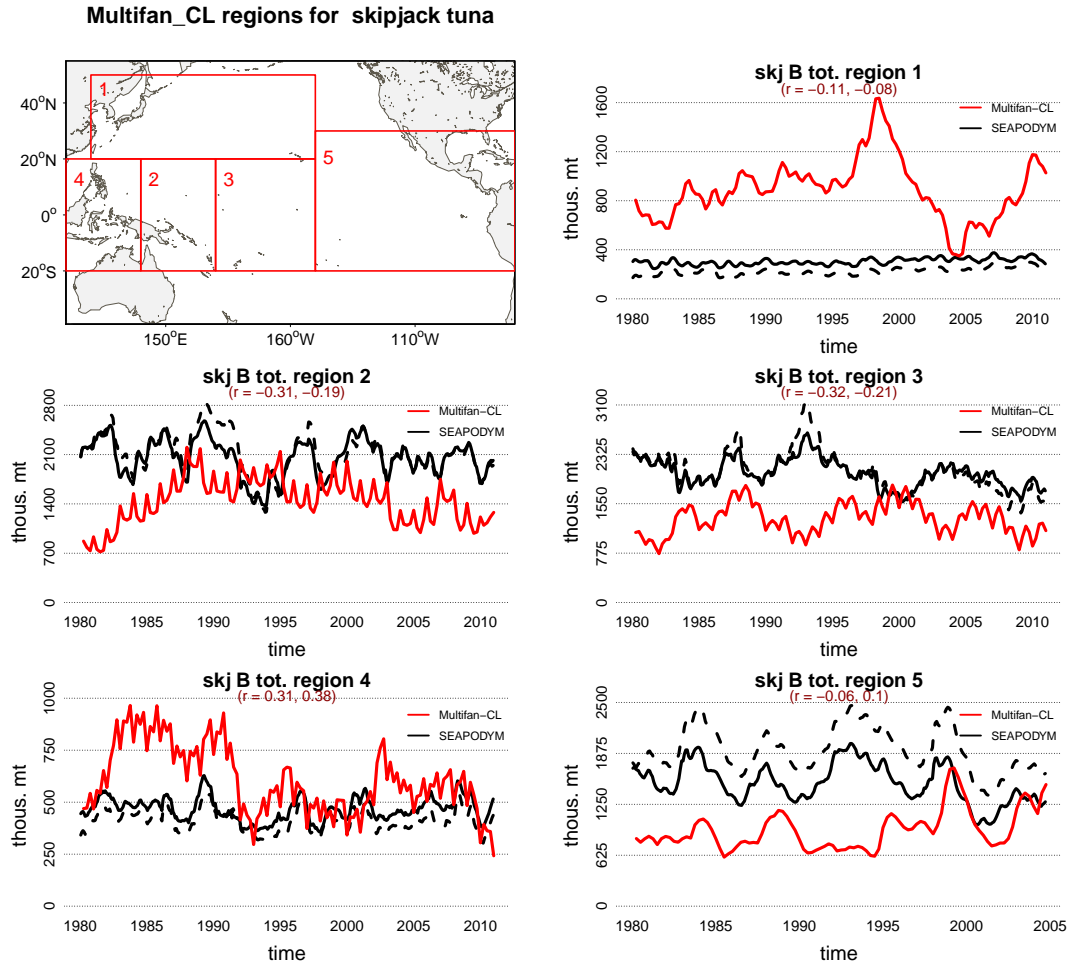 Multifan_CL regions for  skipjack tuna
1
2
3
4
5
40°N
20°N
0°
20°S
150°E
160°W
110°W
skj B tot. region 1
(r = −0.11, −0.08)
Multifan−CL
SEAPODYM
thous. mt
0
400
800
1200
1600
1980 1985 1990 1995 2000 2005 2010
time
skj B tot. region 2
(r = −0.31, −0.19)
Multifan−CL
SEAPODYM
thous. mt
0
700
1400
2100
2800
1980 1985 1990 1995 2000 2005 2010
time
skj B tot. region 3
(r = −0.32, −0.21)
Multifan−CL
SEAPODYM
thous. mt
0
775
1550
2325
3100
1980 1985 1990 1995 2000 2005 2010
time
skj B tot. region 4
(r = 0.31, 0.38)
Multifan−CL
SEAPODYM
thous. mt
0
250
500
750
1000
1980 1985 1990 1995 2000 2005 2010
time
skj B tot. region 5
(r = −0.06, 0.1)
Multifan−CL
SEAPODYM
thous. mt
0
625
1250
1875
2500
1980 1985 1990 1995 2000 2005
time